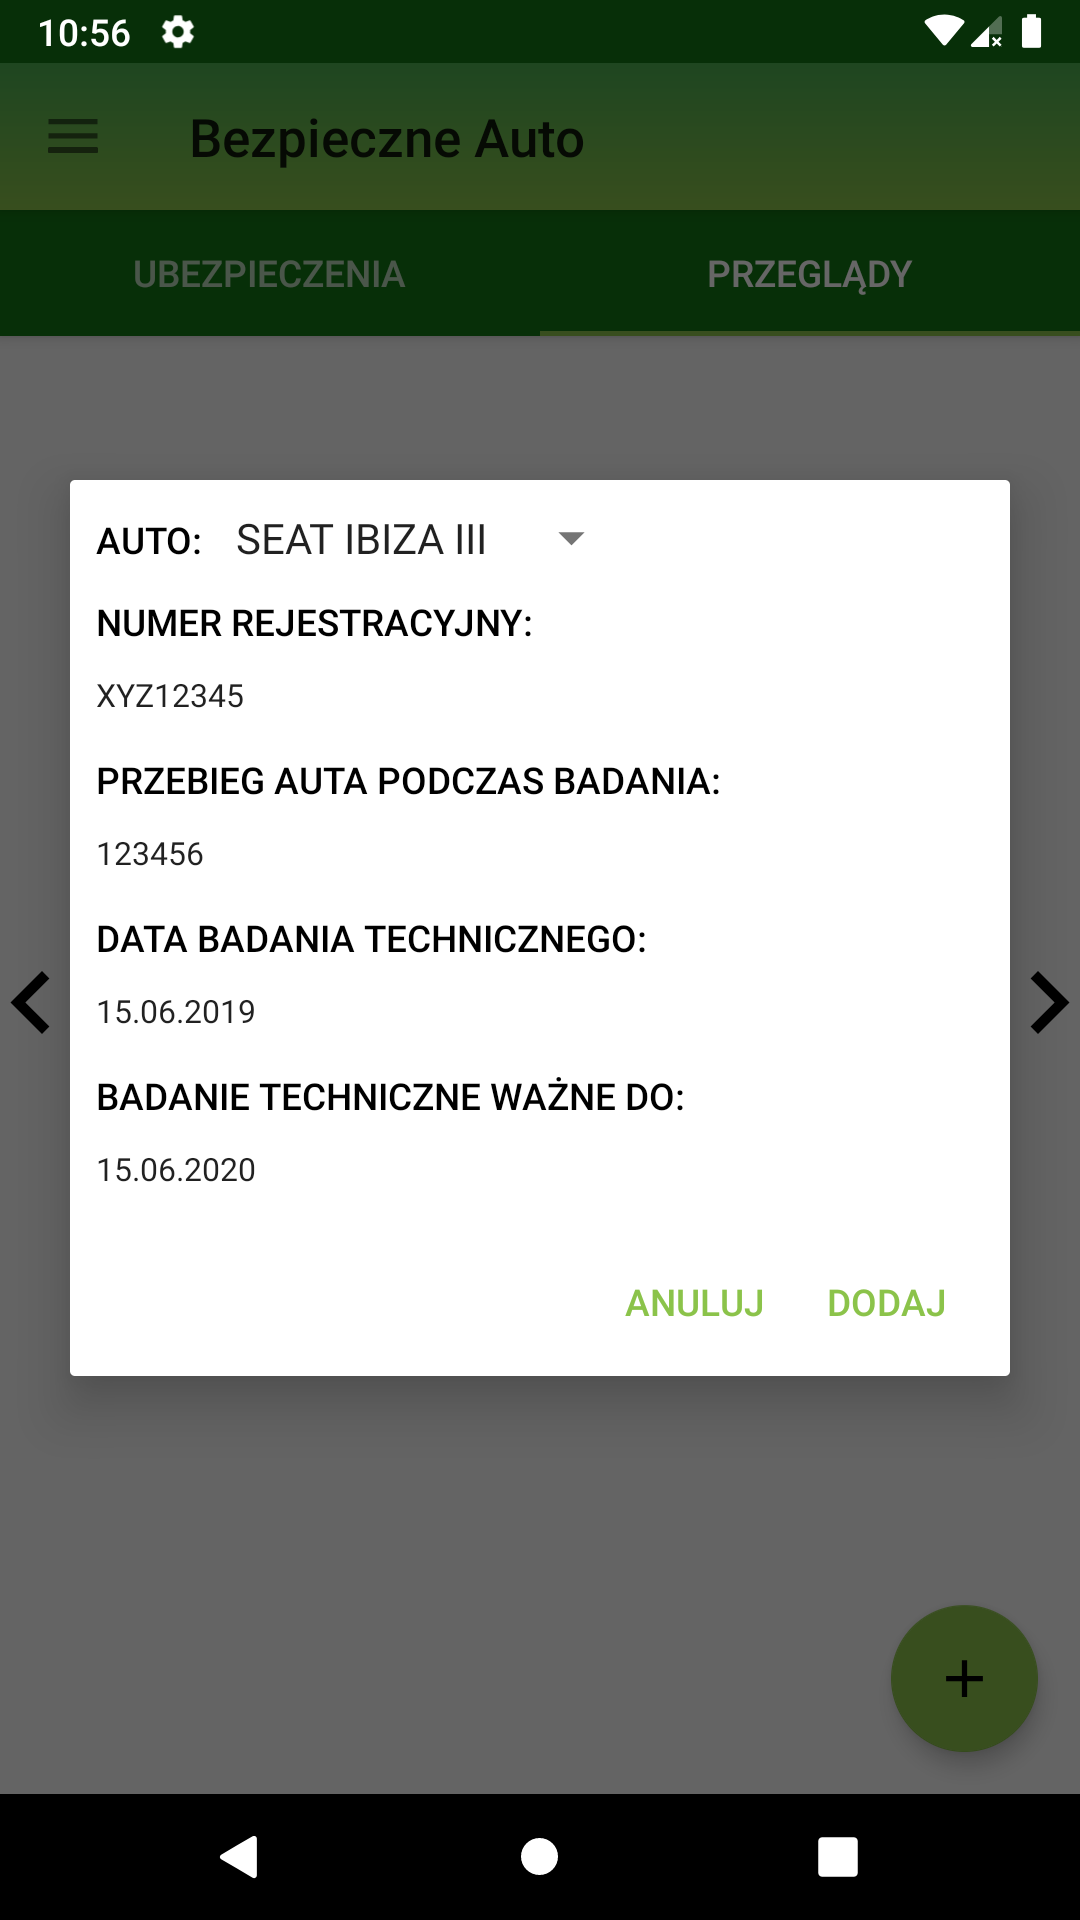 10:56
Bezpieczne Auto
UBEZPIECZENIA PRZEGLĄDY
AUTO: SEAT IBIZA III
NUMER REJESTRACYJNY:
XYZ12345
PRZEBIEG AUTA PODCZAS BADANIA:
123456
DATA BADANIA TECHNICZNEGO:
15.06.2019
BADANIE TECHNICZNE WAŻNE DO:
15.06.2020
ANULUJ DODAJ